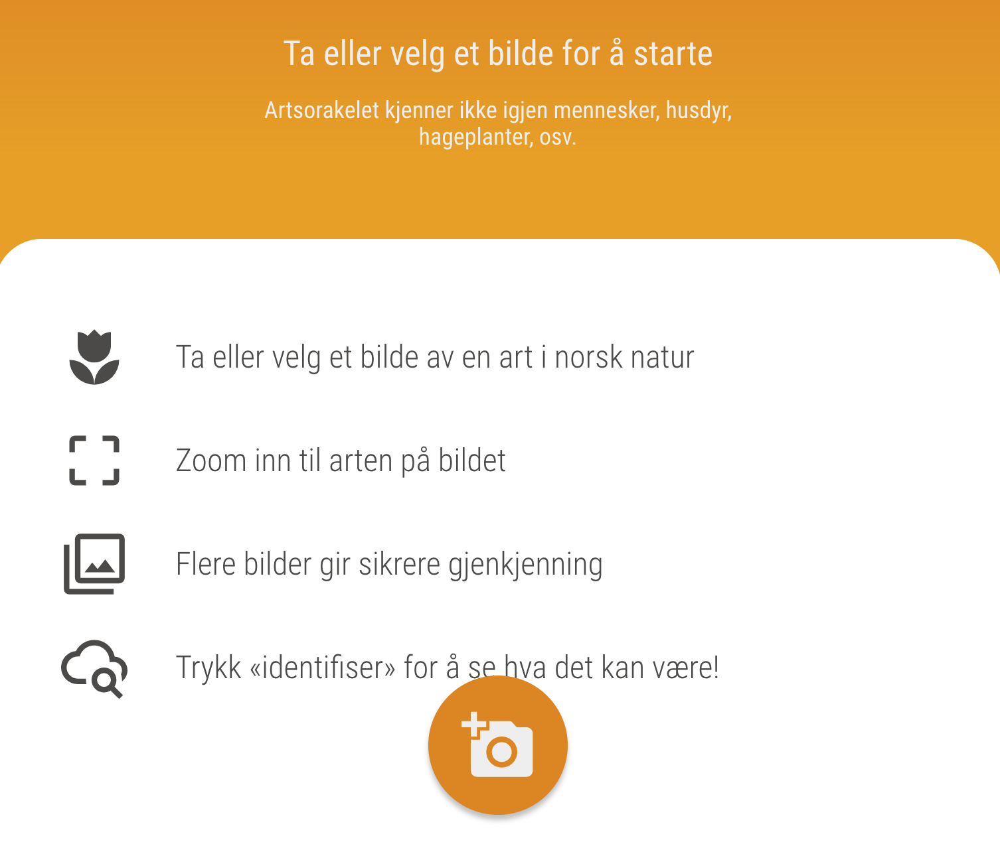 Ta eller velg et bilde for å starte
Artsorakelet kjenner ikke igjen mennesker, husdyr,
hageplanter, osv.
Ta eller velg et bilde av en art i norsk natur
Zoom inn til arten på bildet
Flere bilder gir sikrere gjenkjenning
Trykk «identifiser» for å se hva det kan være!